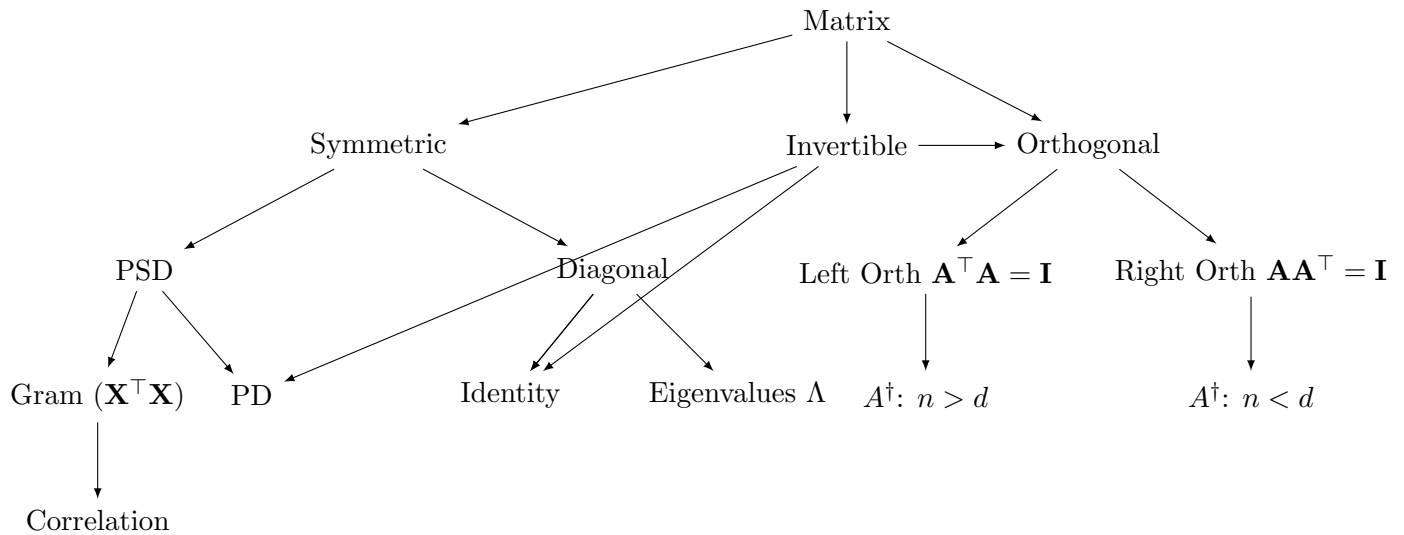 Matrix
Symmetric
Invertible
Orthogonal
PSD
Diagonal
Left Orth 𝐀⊤𝐀 = 𝐈
Right Orth 𝐀𝐀⊤ = 𝐈
Gram (𝐗⊤𝐗)
PD
Identity
Eigenvalues Λ
A†: n > d
A†: n < d
Correlation